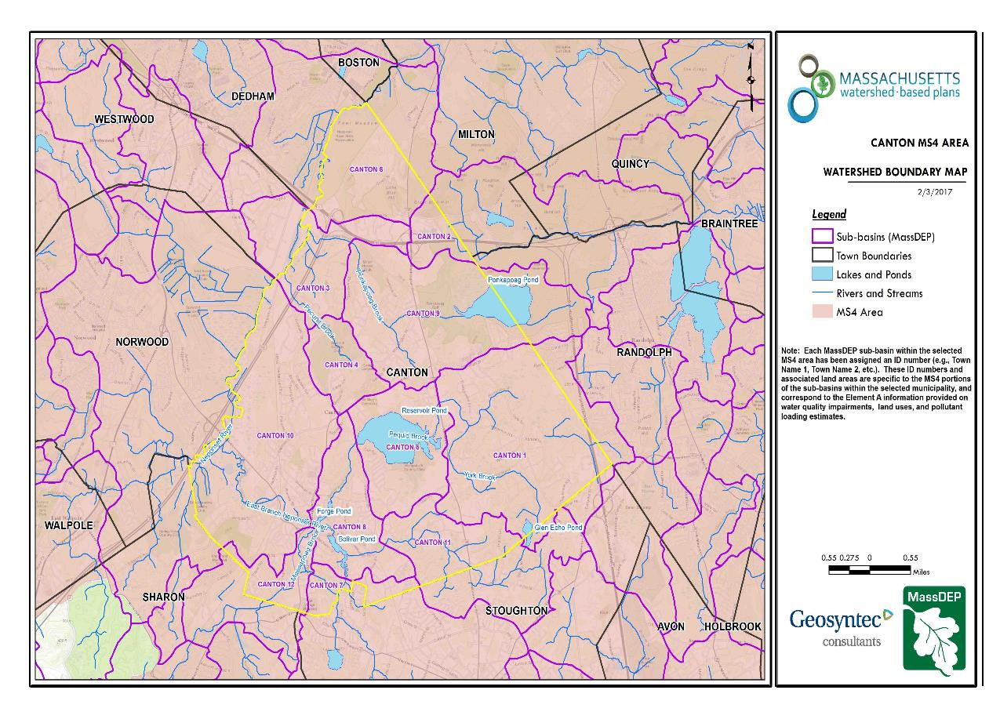 BOSTON
DEDHAM
WESTWOOD
MILTON
QUINCY
CANTON 6
BRAINTREE
CANTON 2
Ponkapoag Pond
CANTON 3
Ponkapoag Brook
Pecunit Brook
CANTON 9
NORWOOD
RANDOLPH
CANTON 4
CANTON
Reservoir Pond
Pequid Brook
CANTON 10
CANTON 1
Neponset River
York Brook
East Branch Neponset River
Forge Pond
WALPOLE
CANTON 8
Glen Echo Pond
Bolivar Pond
CANTON 11
Massapoag Brook
CANTON 12
CANTON 7
SHARON
STOUGHTON
AVON
HOLBROOK
MASSACHUSETTS
watershed·based plans
CANTON MS4 AREA
WATERSHED BOUNDARY MAP
2/3/2017
Legend
Sub-basins (MassDEP)
Town Boundaries
Lakes and Ponds
Rivers and Streams
MS4 Area
Note: Each MassDEP sub-basin within the selected
MS4 area has been assigned an ID number (e.g., Town
Name 1, Town Name 2, etc.). These ID numbers and
associated land areas are specific to the MS4 portions
of the sub-basins within the selected municipality, and
correspond to the Element A information provided on
water quality impairments, land uses, and pollutant
loading estimates.
0.55 0.275 0 0.55
Miles
Geosyntec
consultants
MassDEP